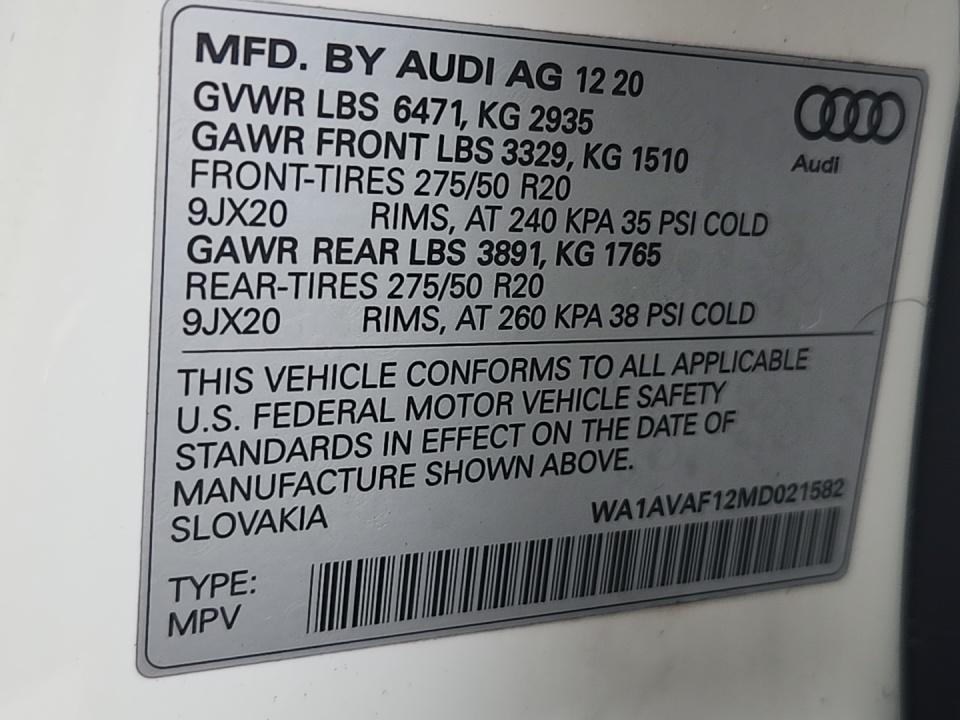 MFD. BY AUDI AG 12 20
GVWR LBS 6471, KG 2935
GAWR FRONT LBS 3329, KG 1510
FRONT-TIRES 275/50 R20
9JX20 RIMS, AT 240 KPA 35 PSI COLD
GAWR REAR LBS 3891, KG 1765
REAR-TIRES 275/50 R20
9JX20 RIMS, AT 260 KPA 38 PSI COLD
Audi
THIS VEHICLE CONFORMS TO ALL APPLICABLE
U.S. FEDERAL MOTOR VEHICLE SAFETY
STANDARDS IN EFFECT ON THE DATE OF
MANUFACTURE SHOWN ABOVE.
SLOVAKIA WA1AVAF12MD021582
TYPE:
MPV